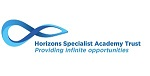 Horizons Specialist Academy Trust
Providing infinite opportunities